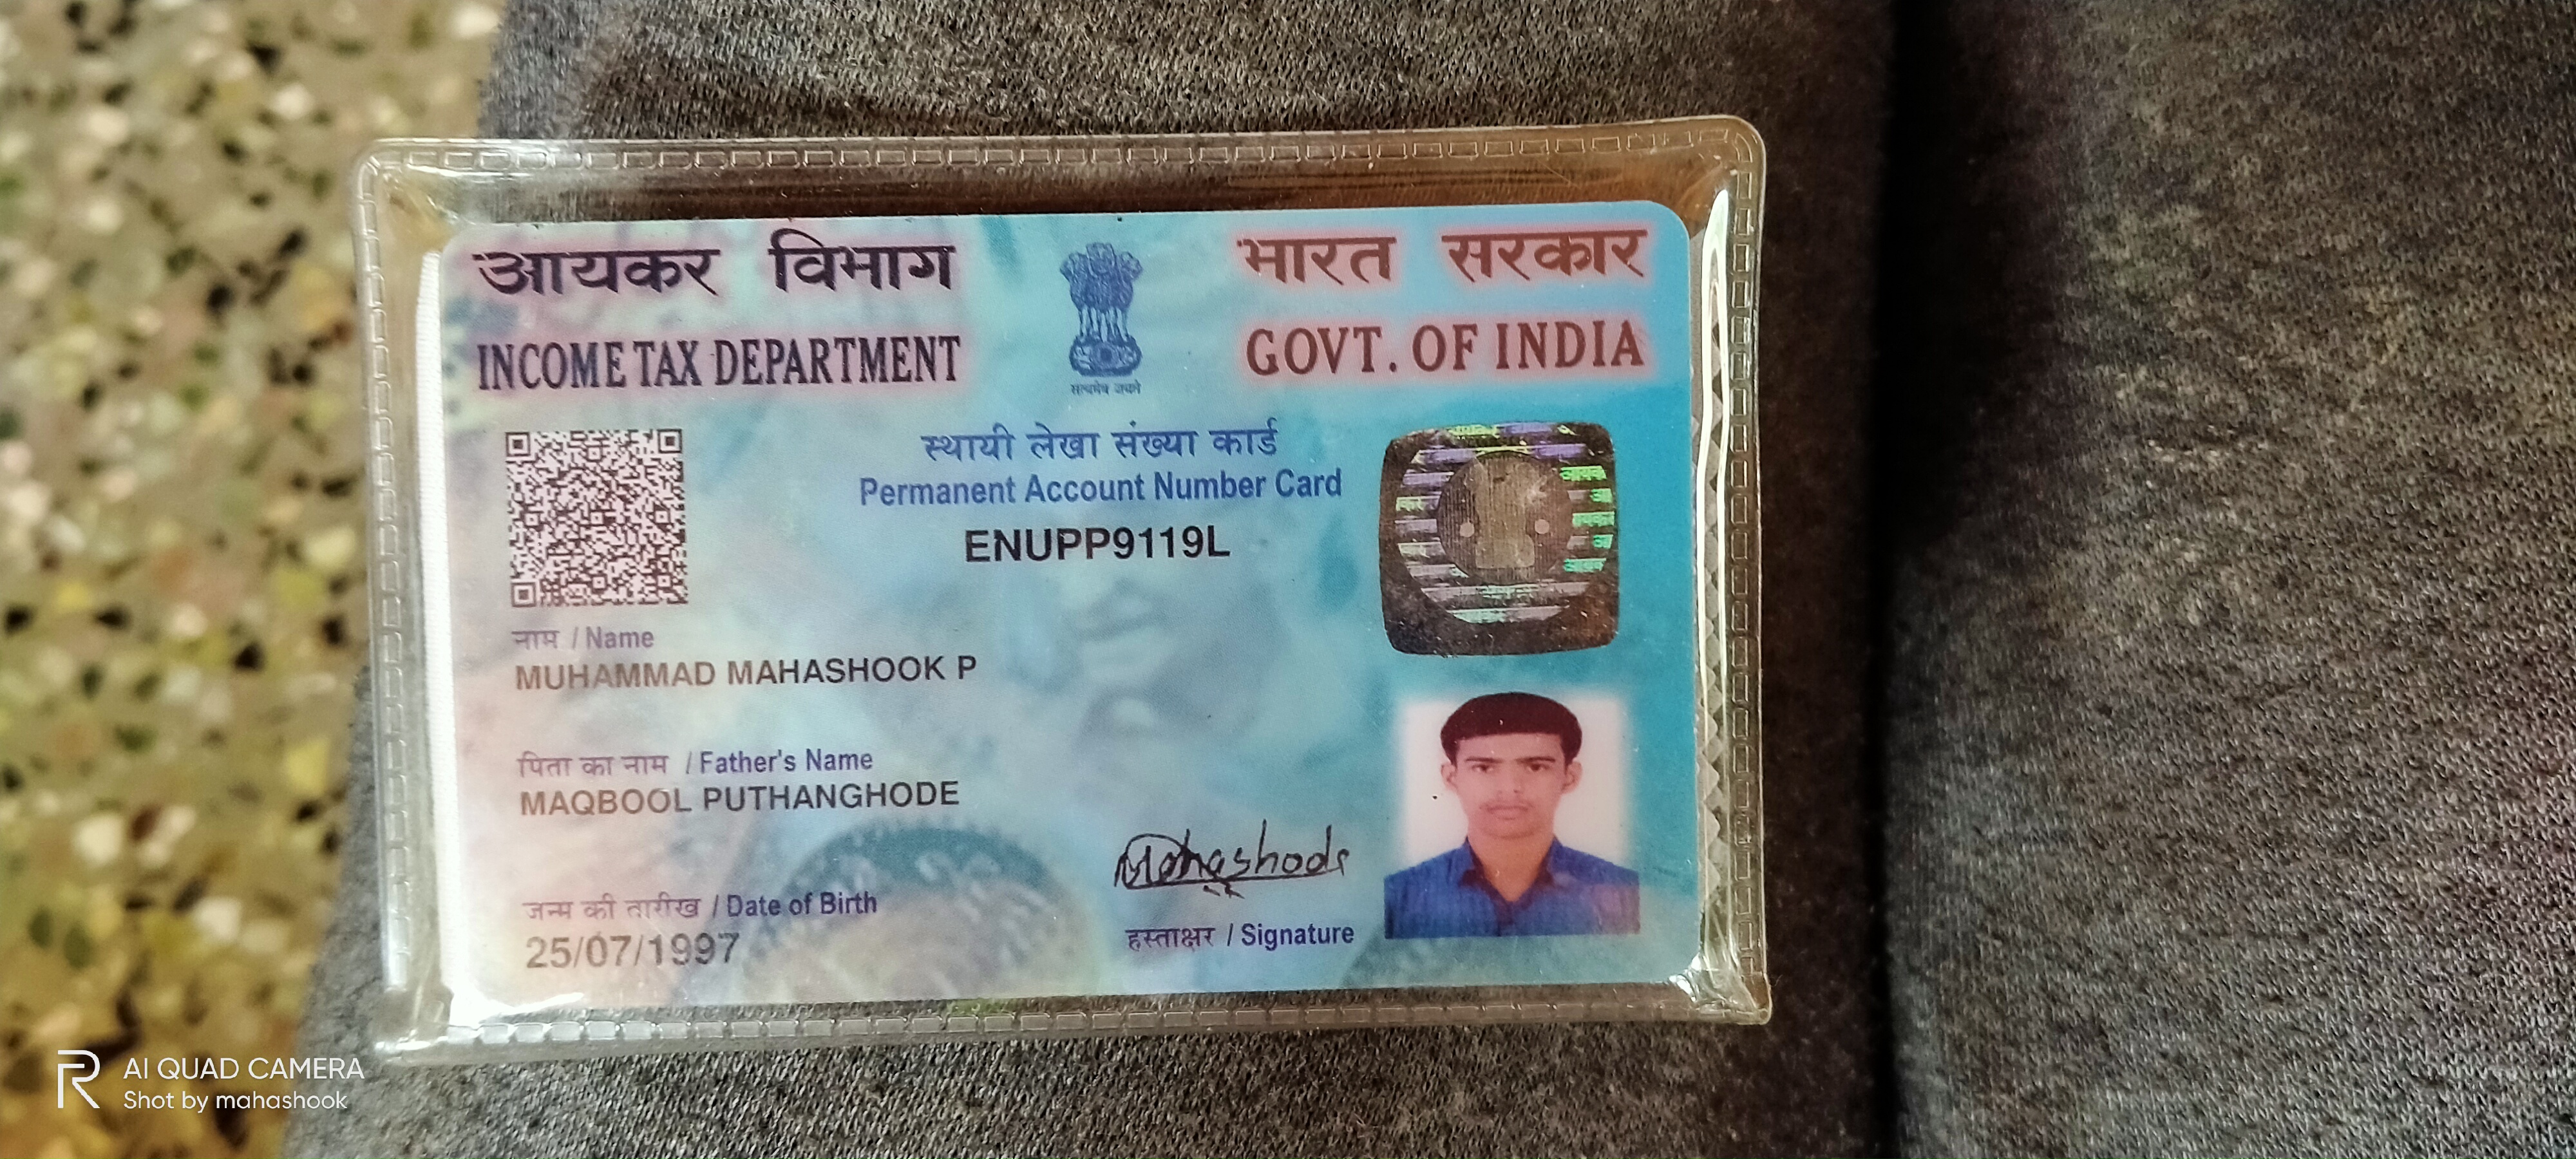 आयकर विभाग
INCOME TAX DEPARTMENT
सत्यमेव जयते
भारत सरकार
GOVT. OF INDIA
स्थायी लेखा संख्या कार्ड
Permanent Account Number Card
ENUPP9119L
नाम / Name
MUHAMMAD MAHASHOOK P
पिता का नाम / Father's Name
MAQBOOL PUTHANGHODE
जन्म की तारीख / Date of Birth
25/07/1997
हस्ताक्षर / Signature
AI QUAD CAMERA
Shot by mahashook